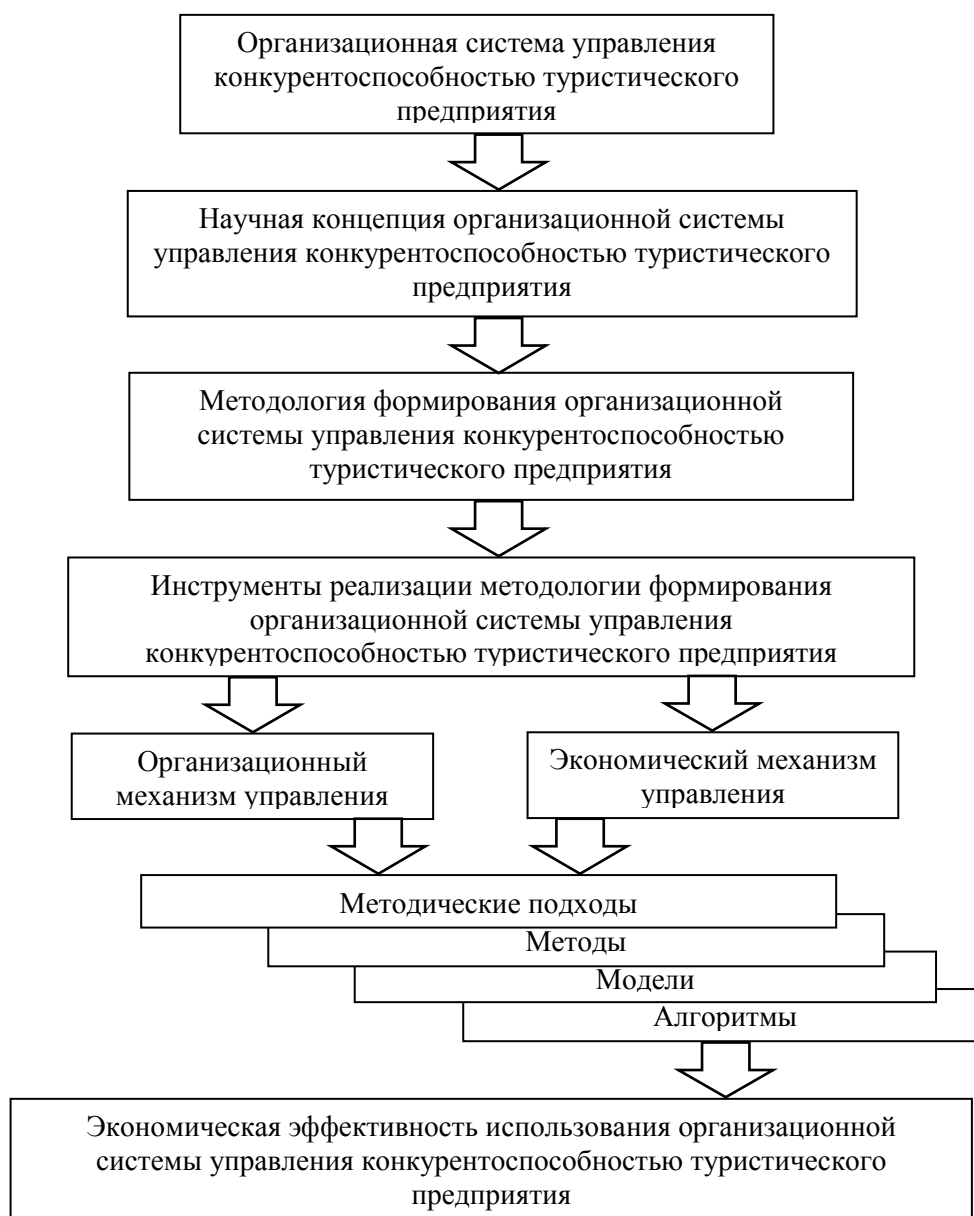 Организационная система управления
конкурентоспособностью туристического
предприятия
Научная концепция организационной системы
управления конкурентоспособностью туристического
предприятия
Методология формирования организационной
системы управления конкурентоспособностью
туристического предприятия
Инструменты реализации методологии формирования
организационной системы управления
конкурентоспособностью туристического предприятия
Организационный
механизм управления
Экономический механизм
управления
Методические подходы
Методы
Модели
Алгоритмы
Экономическая эффективность использования организационной
системы управления конкурентоспособностью туристического
предприятия